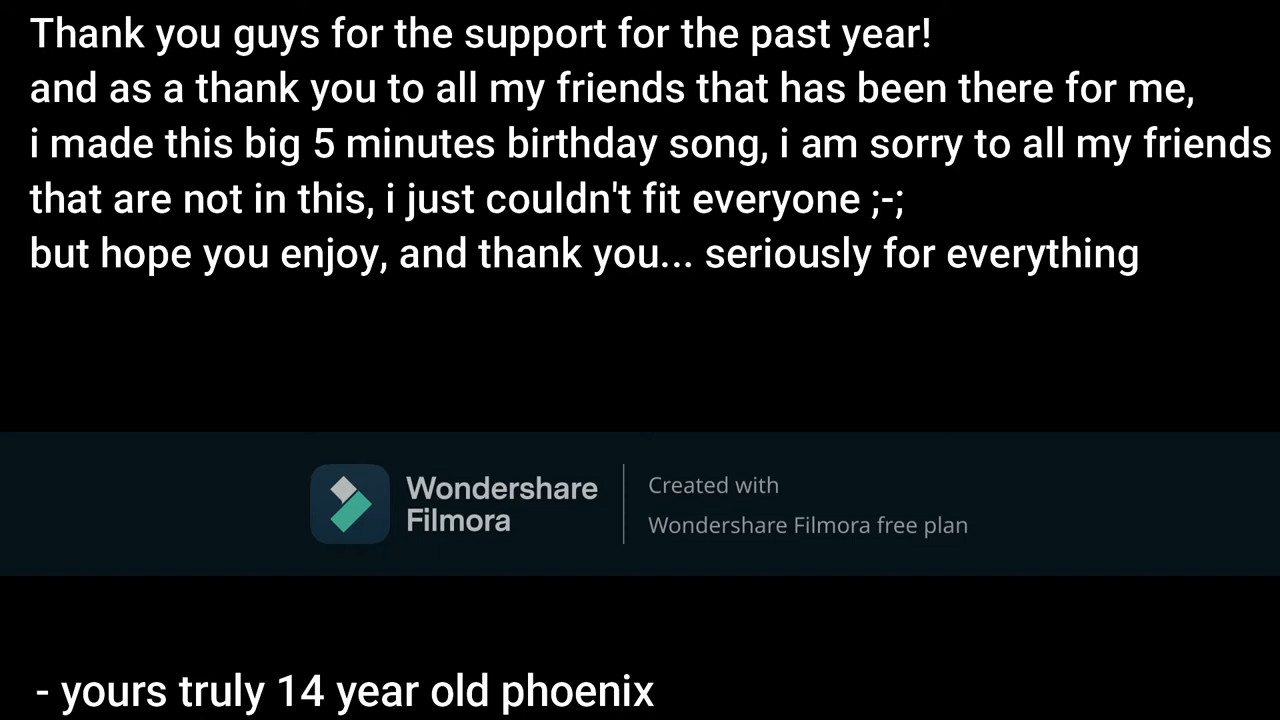 Thank you guys for the support for the past year!
and as a thank you to all my friends that has been there for me,
i made this big 5 minutes birthday song, i am sorry to all my friends
that are not in this, i just couldn't fit everyone ;-;
but hope you enjoy, and thank you... seriously for everything
Wondershare
Filmora
Created with
Wondershare Filmora free plan
- yours truly 14 year old phoenix